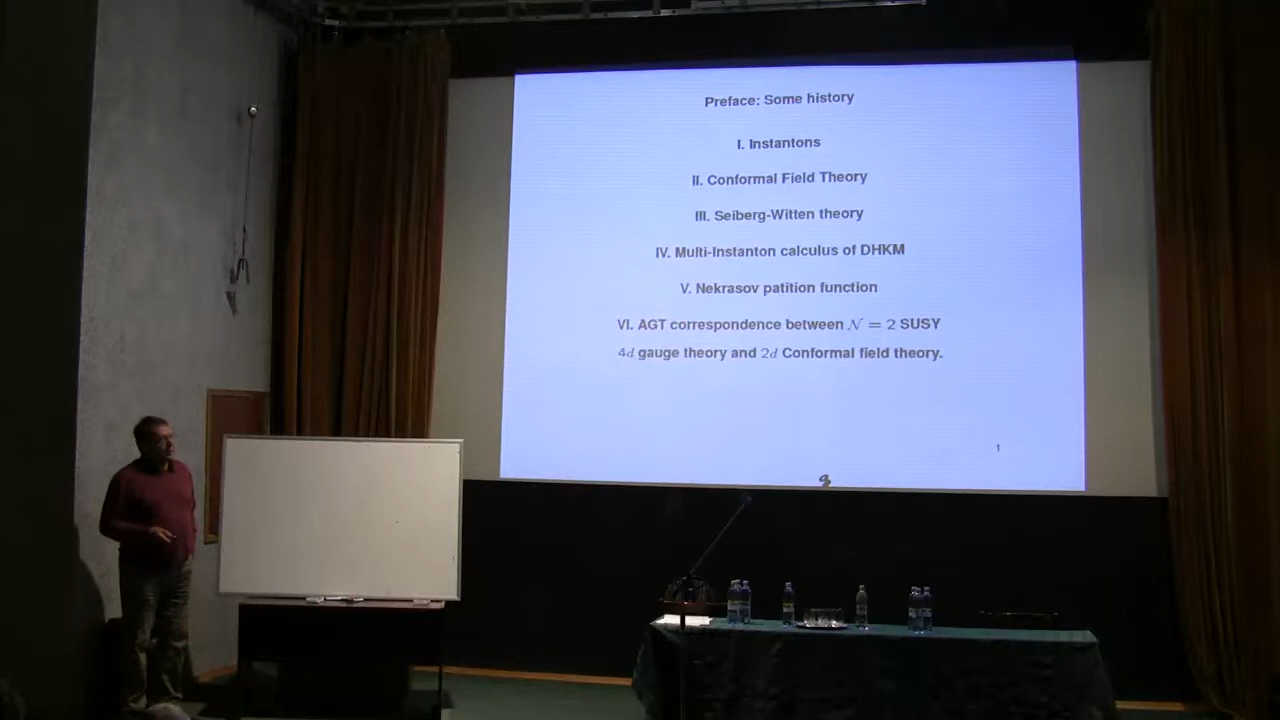 Preface: Some history
I. Instantons
II. Conformal Field Theory
III. Seiberg-Witten theory
IV. Multi-Instanton calculus of DHKM
V. Nekrasov patition function
VI. AGT correspondence between 𝒩 = 2 SUSY
4d gauge theory and 2d Conformal field theory.
1